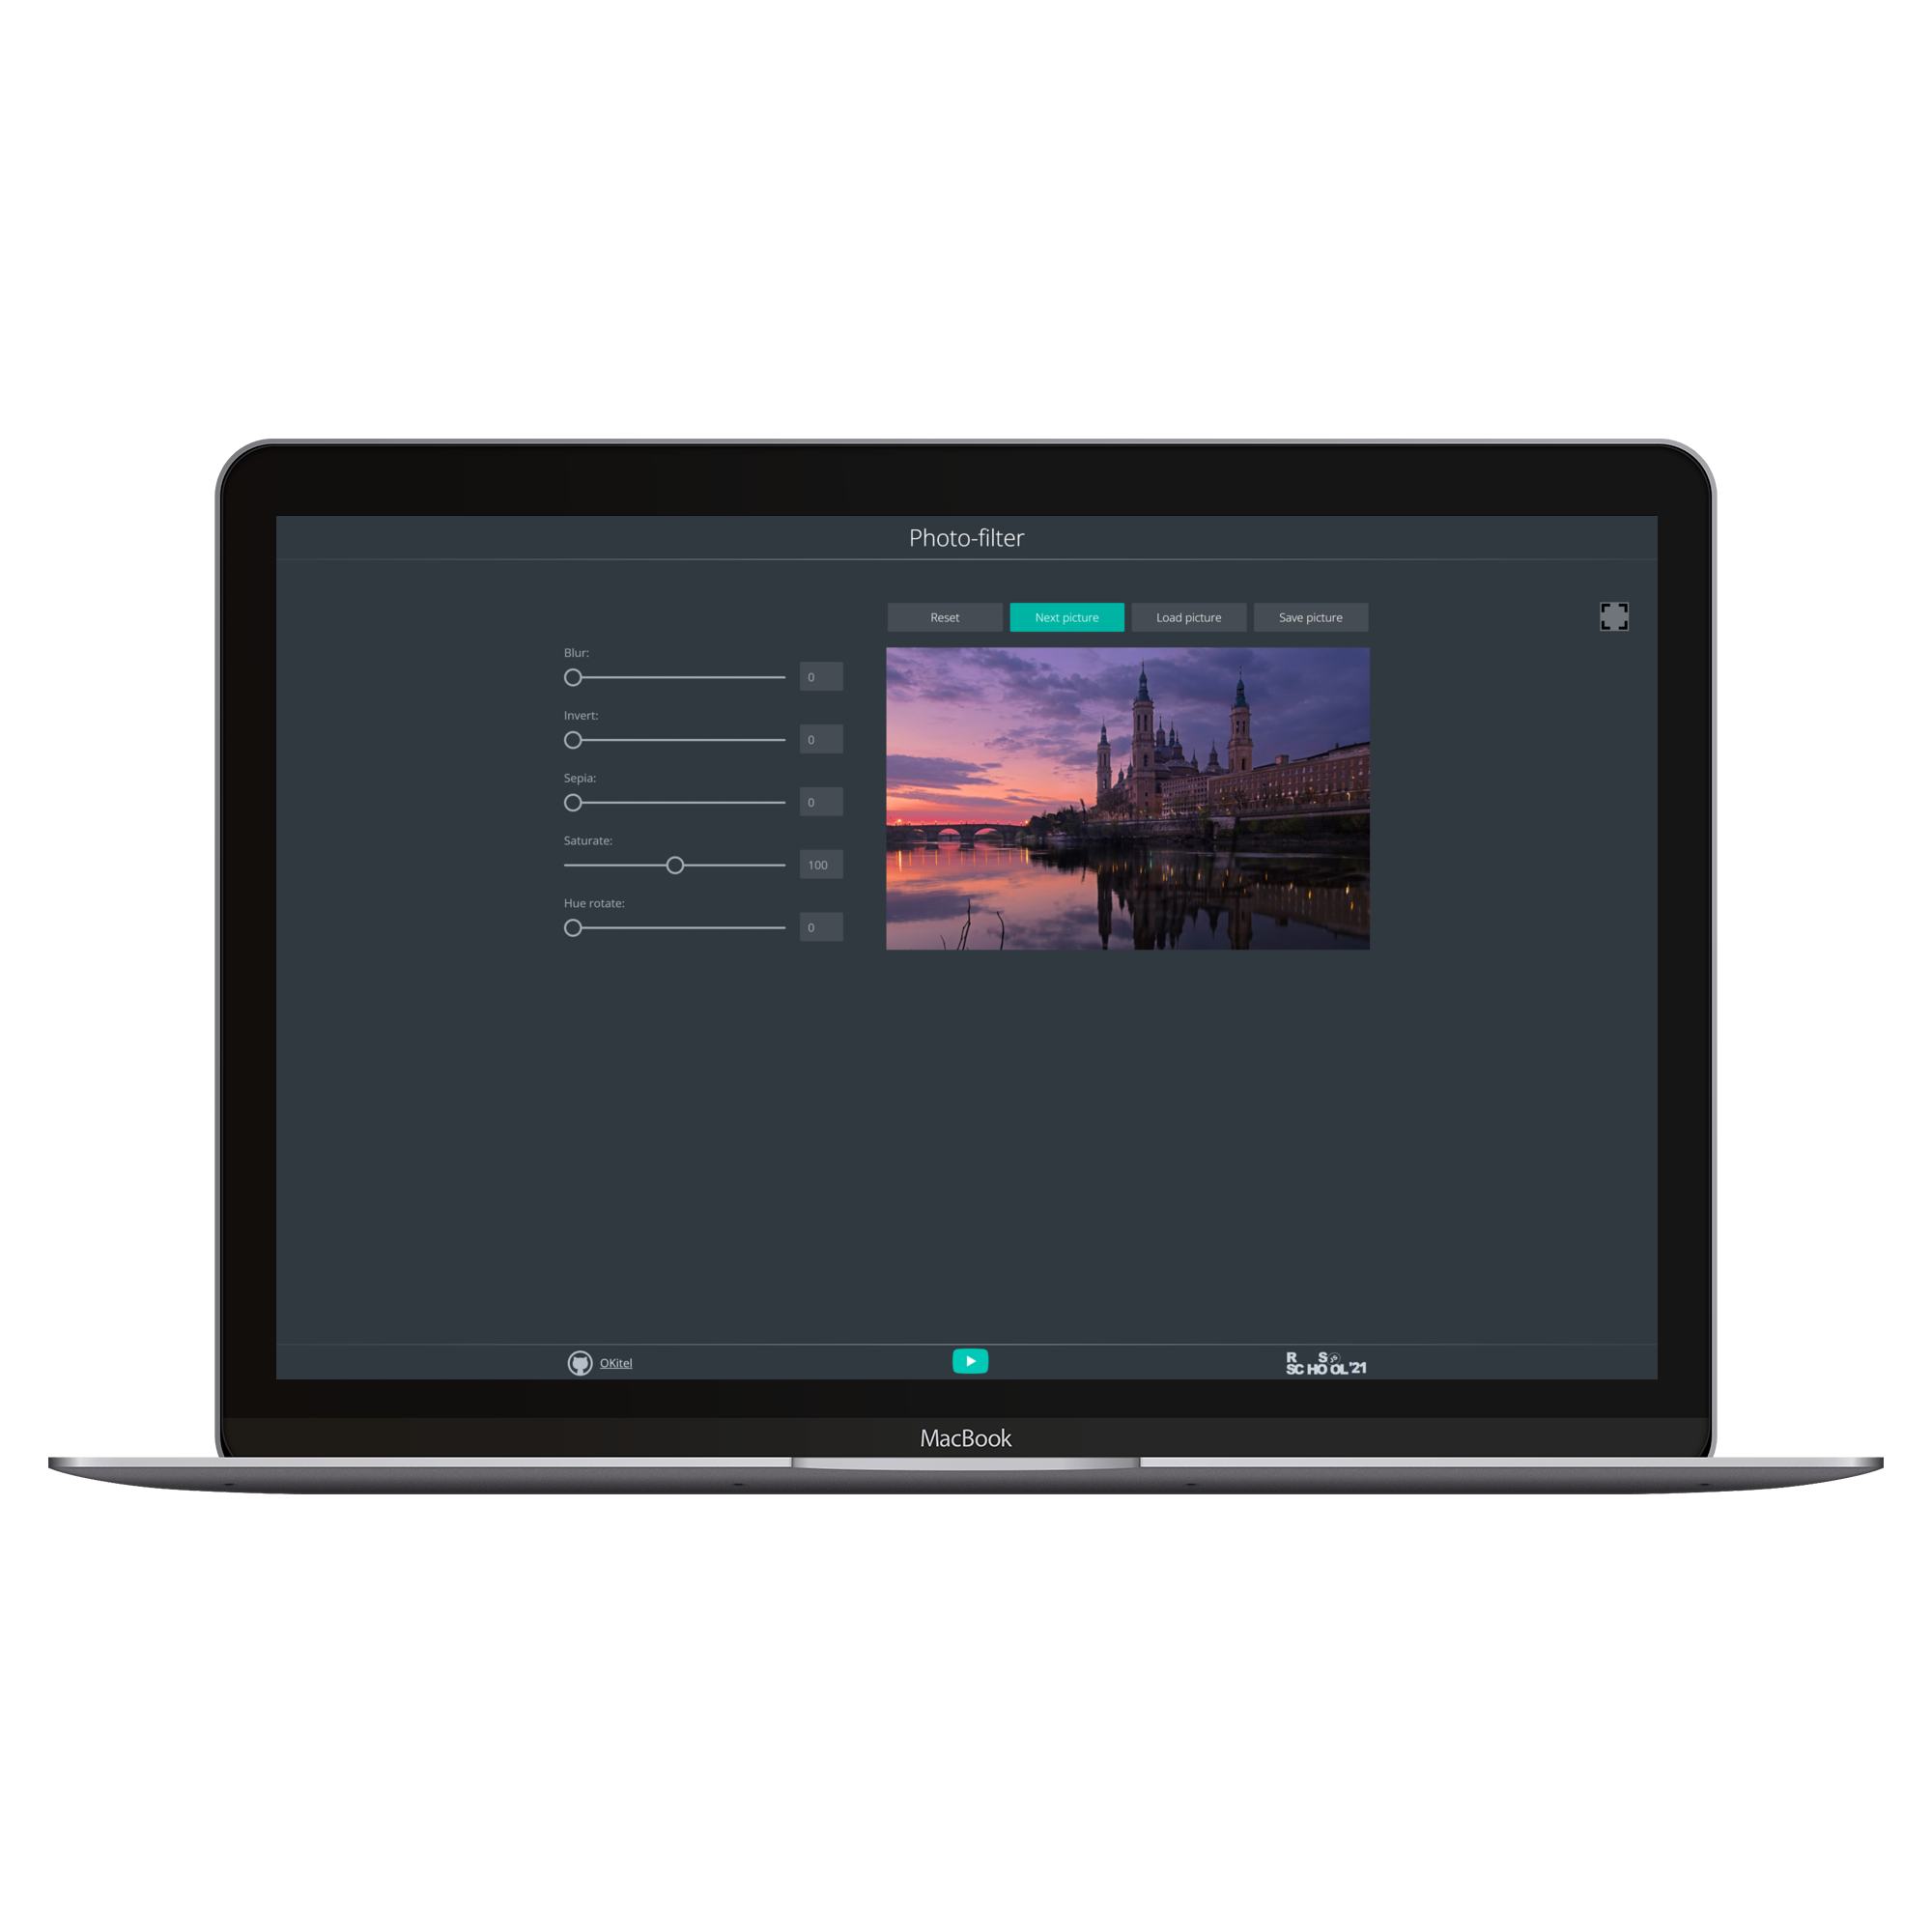 Photo-filter
Reset Next picture Load picture Save picture
Blur:
0
Invert:
0
Sepia:
0
Saturate:
100
Hue rotate:
0
OKitel
RS SCHOOL'21
MacBook